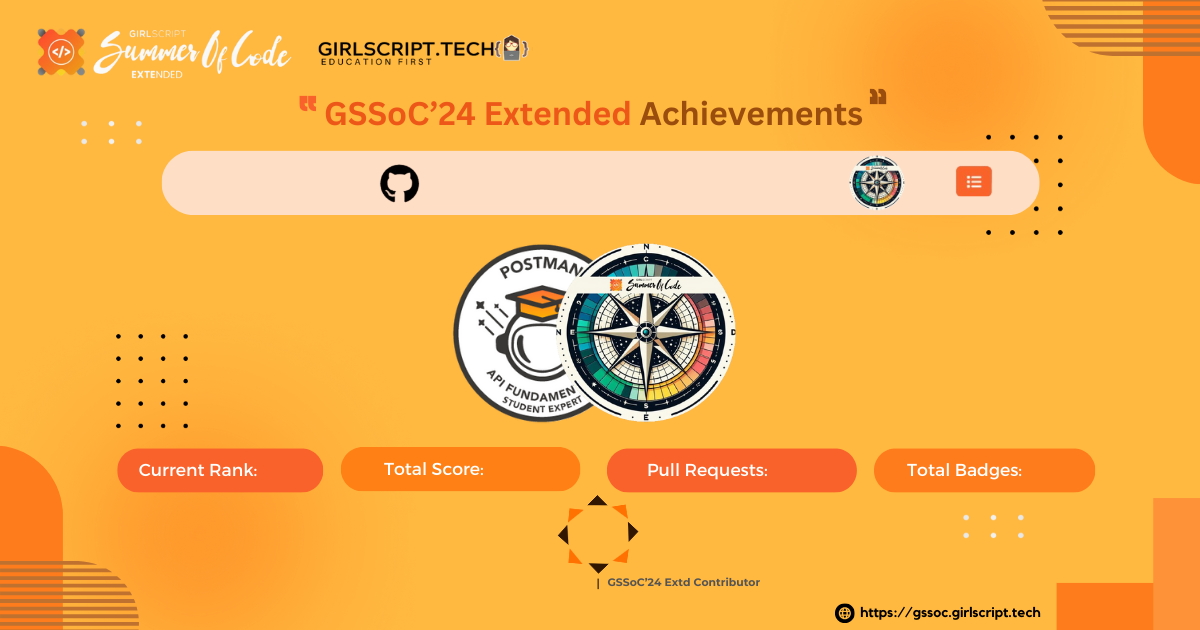 GIRLSCRIPT
Summer Of Code
EXTENDED
GIRLSCRIPT.TECH
EDUCATION FIRST
❝ GSSoC’24 Extended Achievements ❞
POSTMAN
API FUNDAMEN
STUDENT EXPERT
N
C
GIRLSCRIPT
Summer Of Code
N E S D
S
E
Current Rank:
Total Score:
Pull Requests:
Total Badges:
| GSSoC’24 Extd Contributor
https://gssoc.girlscript.tech